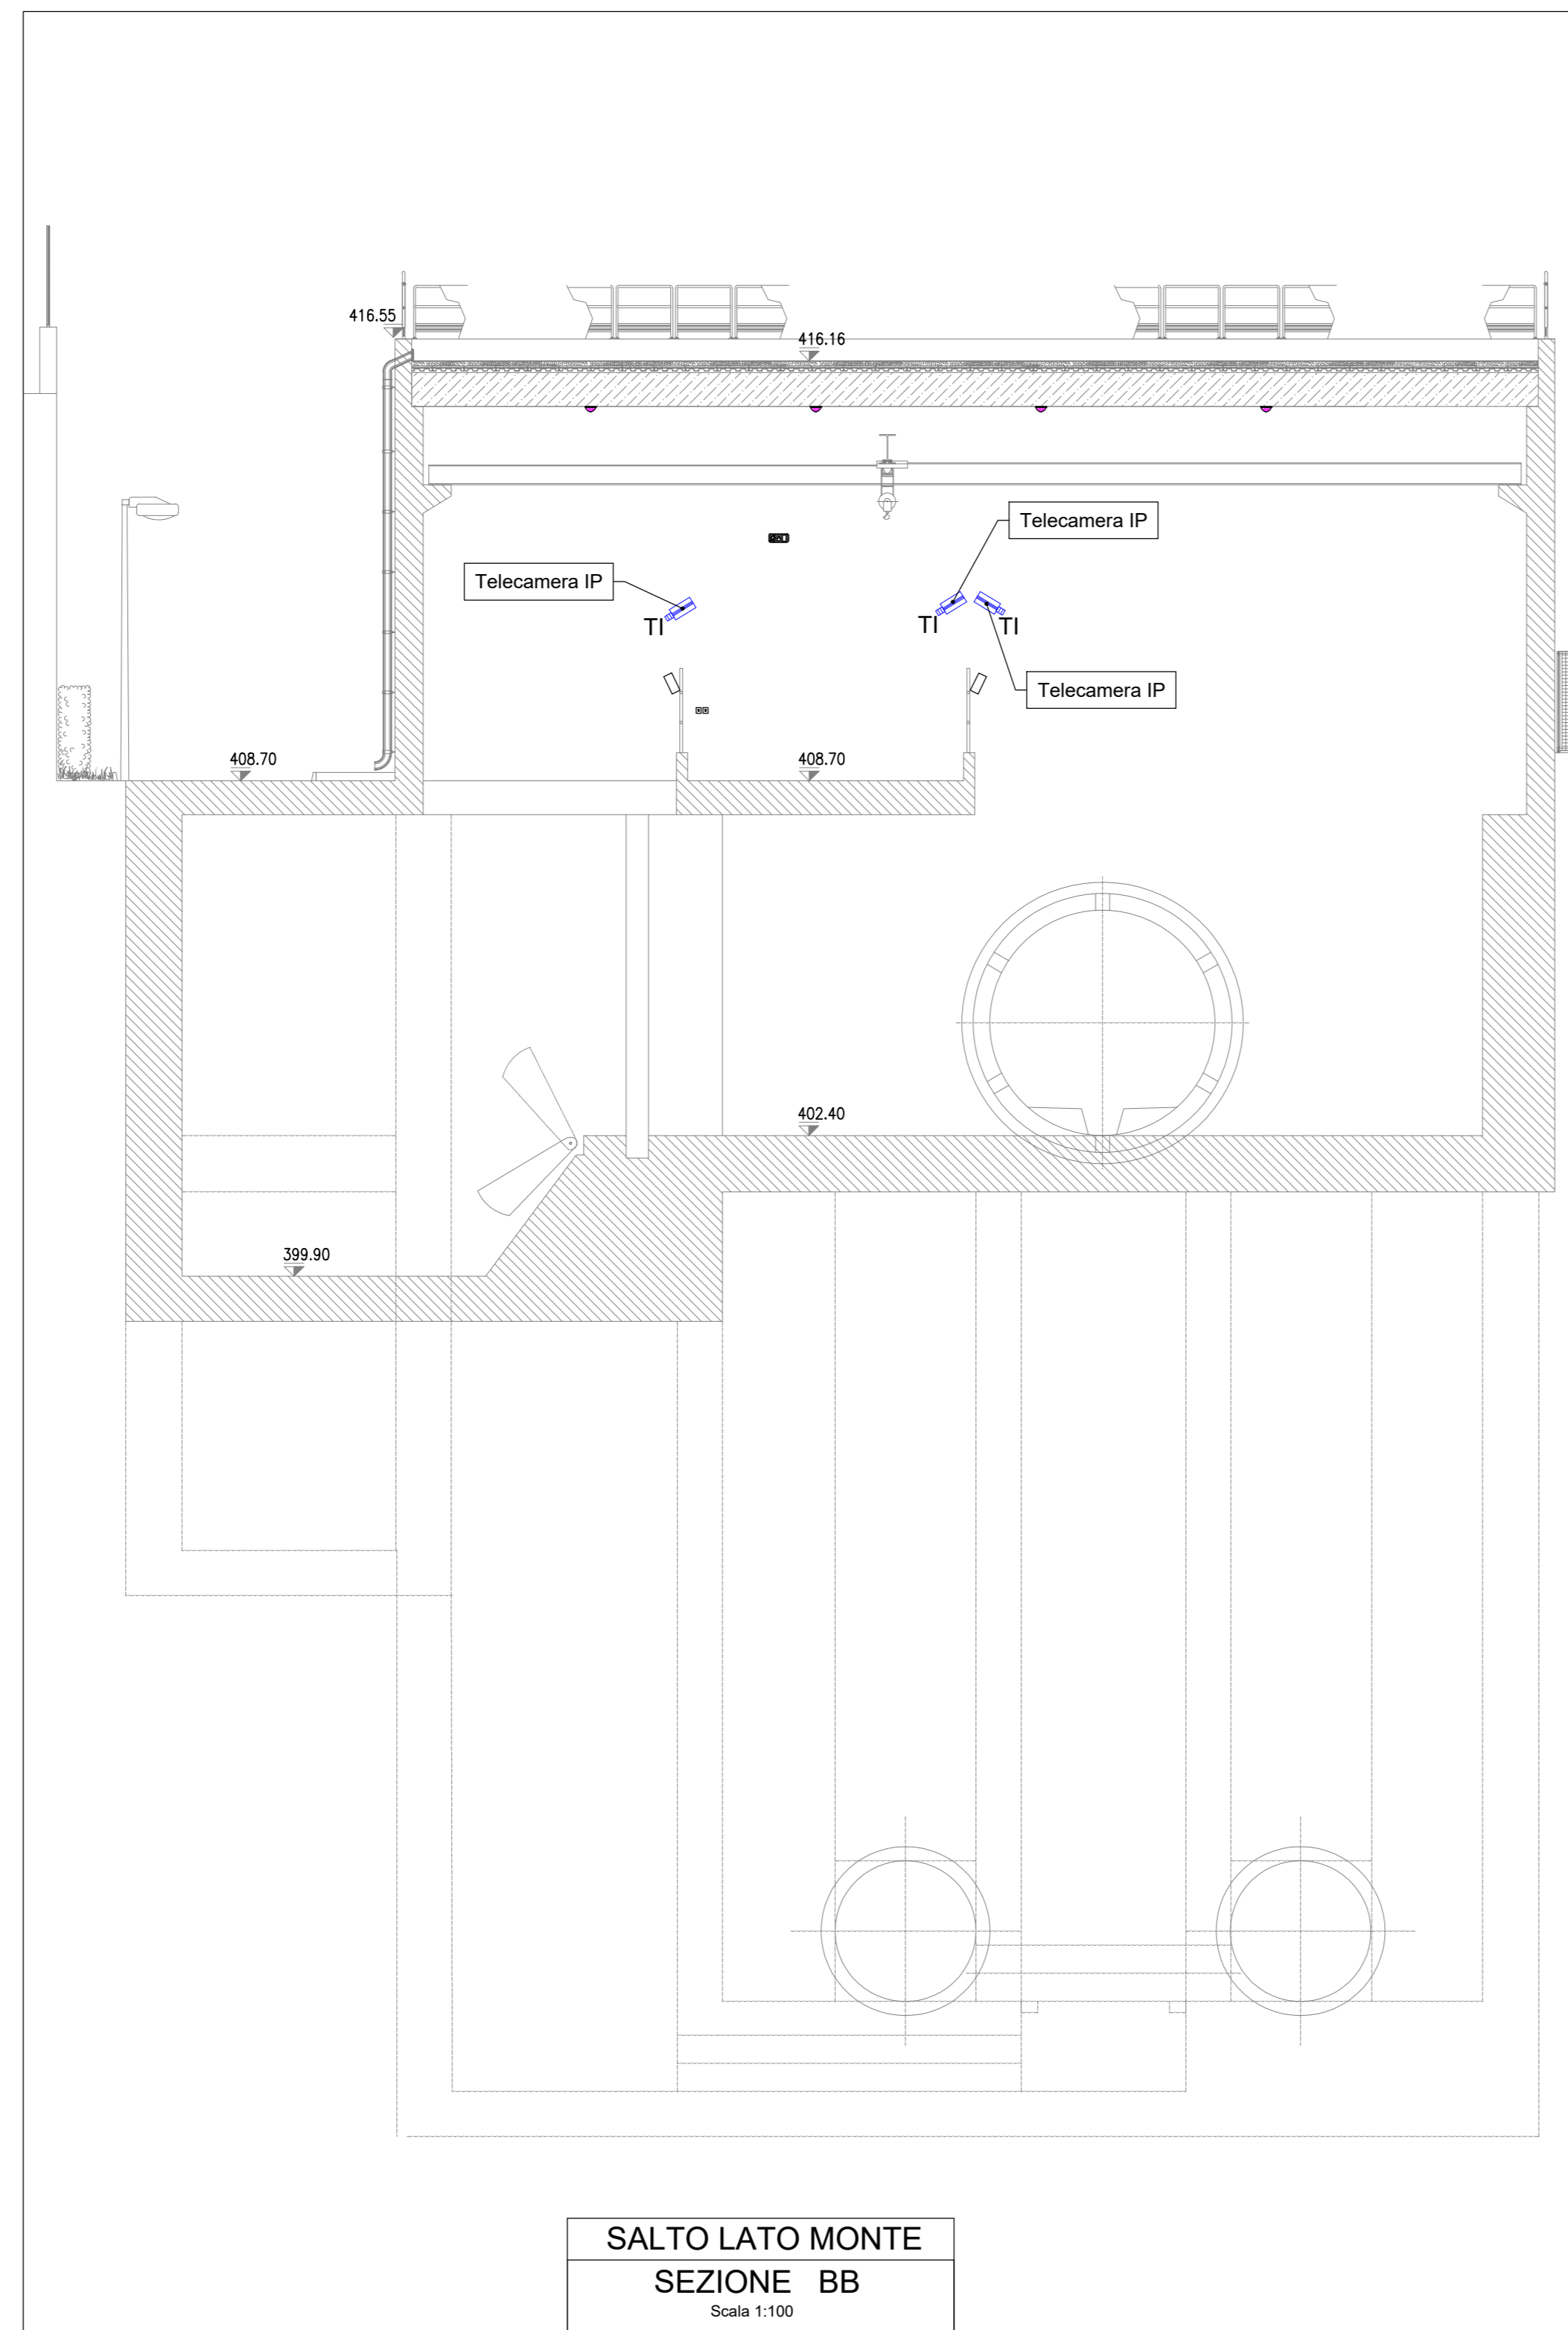 416.55
416.16
Telecamera IP
Telecamera IP
TI
TI
TI
Telecamera IP
408.70
408.70
402.40
399.90
SALTO LATO MONTE
SEZIONE BB
Scala 1:100